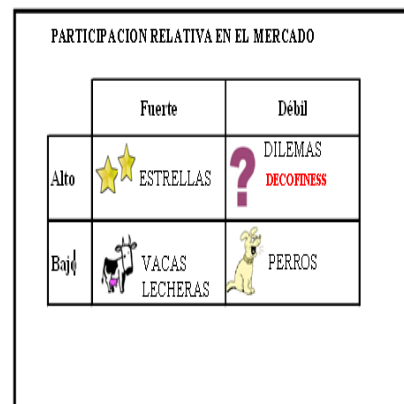 PARTICIPACION RELATIVA EN EL MERCADO
Fuerte Débil
Alto ESTRELLAS DILEMAS
DECOFINESS
Bajo VACAS PERROS
LECHERAS